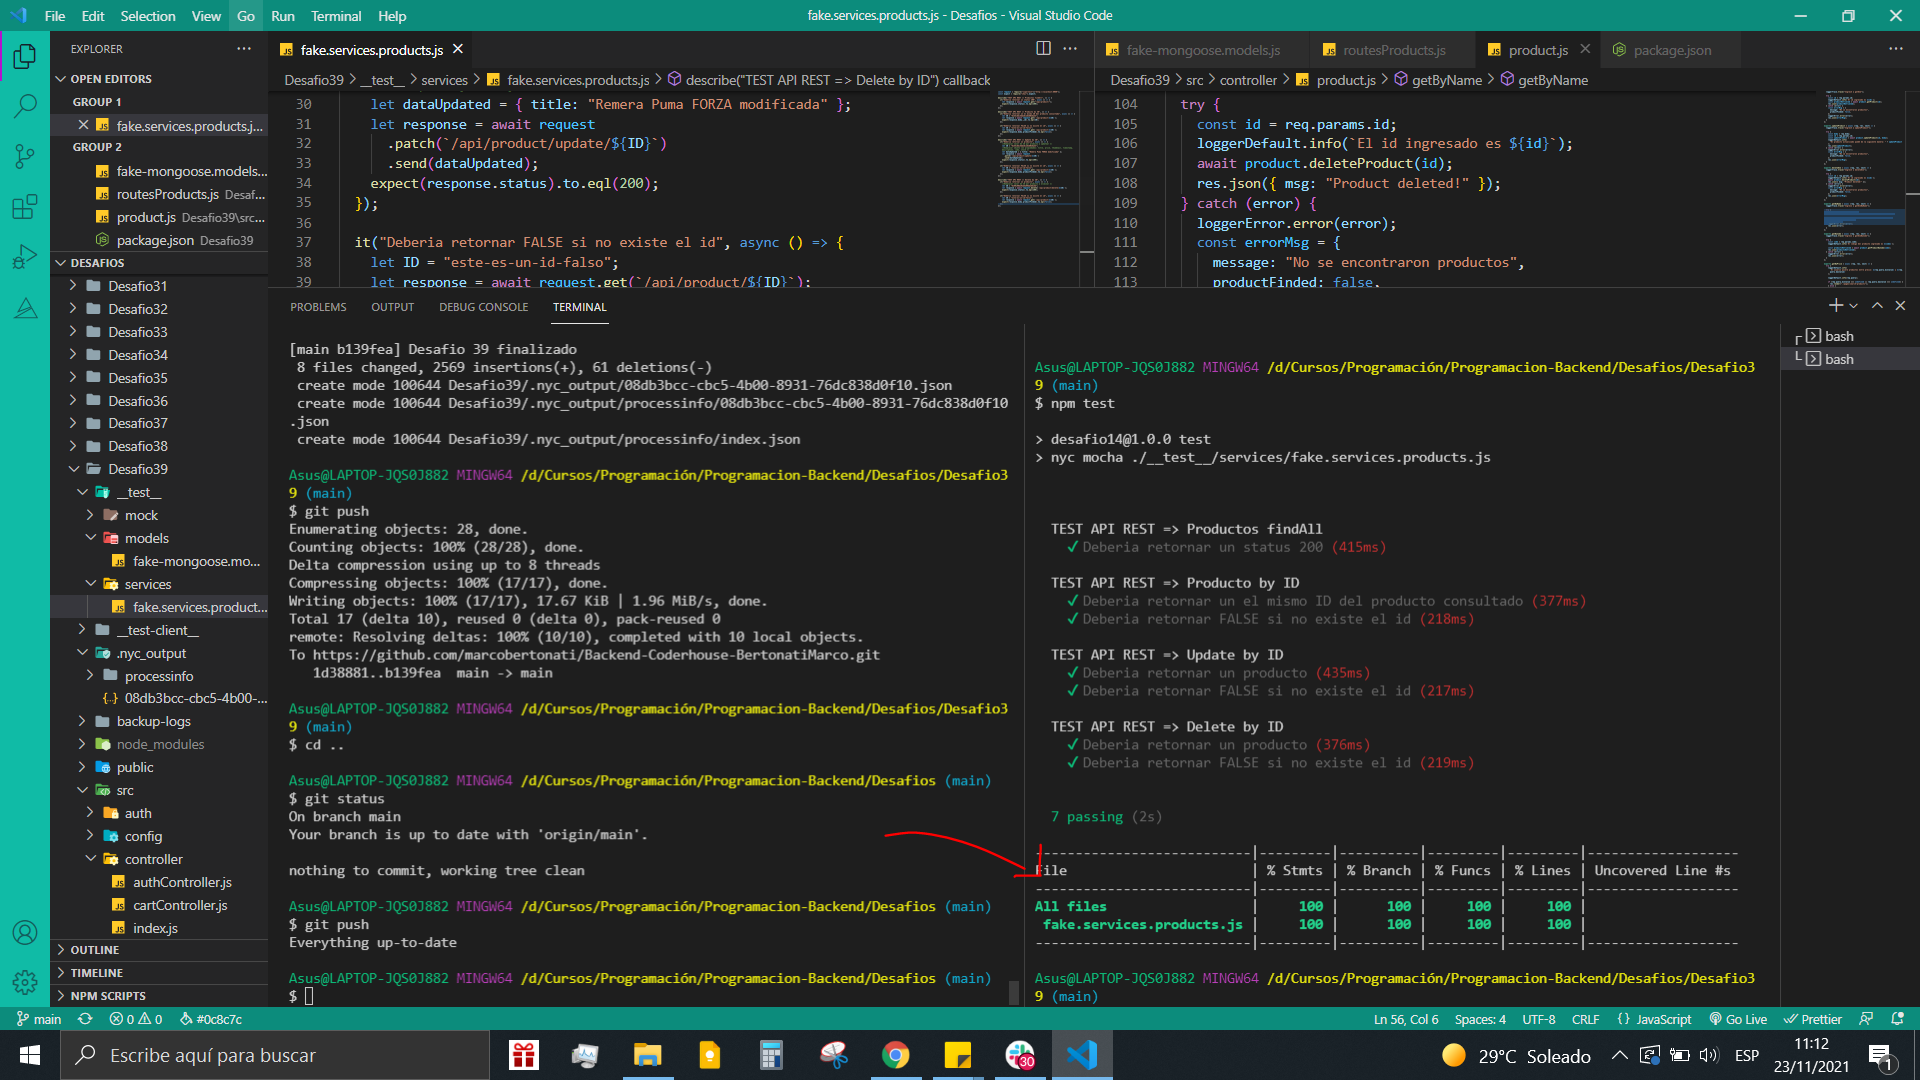 File Edit Selection View Go Run Terminal Help
fake.services.products.js - Desafios - Visual Studio Code
EXPLORER
OPEN EDITORS
GROUP 1
fake.services.products.j...
GROUP 2
fake-mongoose.models...
routesProducts.js Desaf...
product.js Desafio39\src...
package.json Desafio39
DESAFIOS
Desafio31
Desafio32
Desafio33
Desafio34
Desafio35
Desafio36
Desafio37
Desafio38
Desafio39
__test__
mock
models
fake-mongoose.mo...
services
fake.services.product...
__test-client__
.nyc_output
processinfo
08db3bcc-cbc5-4b00-...
backup-logs
node_modules
public
src
auth
config
controller
authController.js
cartController.js
index.js
OUTLINE
TIMELINE
NPM SCRIPTS
fake.services.products.js
Desafio39 > __test__ > services > fake.services.products.js > describe("TEST API REST => Delete by ID") callback
30 let dataUpdated = { title: "Remera Puma FORZA modificada" };
31 let response = await request
32 .patch(`/api/product/update/${ID}`)
33 .send(dataUpdated);
34 expect(response.status).to.eql(200);
35 });
36
37 it("Deberia retornar FALSE si no existe el id", async () => {
38 let ID = "este-es-un-id-falso";
39 let response = await request.get(`/api/product/${ID}`);
fake-mongoose.models.js routesProducts.js product.js package.json
Desafio39 > src > controller > product.js > getByName > getByName
104 try {
105 const id = req.params.id;
106 loggerDefault.info(`El id ingresado es ${id}`);
107 await product.deleteProduct(id);
108 res.json({ msg: "Product deleted!" });
109 } catch (error) {
110 loggerError.error(error);
111 const errorMsg = {
112 message: "No se encontraron productos",
113 productFinded: false,
PROBLEMS OUTPUT DEBUG CONSOLE TERMINAL
[main b139fea] Desafio 39 finalizado
8 files changed, 2569 insertions(+), 61 deletions(-)
create mode 100644 Desafio39/.nyc_output/08db3bcc-cbc5-4b00-8931-76dc838d0f10.json
create mode 100644 Desafio39/.nyc_output/processinfo/08db3bcc-cbc5-4b00-8931-76dc838d0f10
.json
create mode 100644 Desafio39/.nyc_output/processinfo/index.json
Asus@LAPTOP-JQS0J882 MINGW64 /d/Cursos/Programación/Programacion-Backend/Desafios/Desafio3
9 (main)
$ git push
Enumerating objects: 28, done.
Counting objects: 100% (28/28), done.
Delta compression using up to 8 threads
Compressing objects: 100% (17/17), done.
Writing objects: 100% (17/17), 17.67 KiB | 1.96 MiB/s, done.
Total 17 (delta 10), reused 0 (delta 0), pack-reused 0
remote: Resolving deltas: 100% (10/10), completed with 10 local objects.
To https://github.com/marcobertonati/Backend-Coderhouse-BertonatiMarco.git
1d38881..b139fea main -> main
Asus@LAPTOP-JQS0J882 MINGW64 /d/Cursos/Programación/Programacion-Backend/Desafios/Desafio3
9 (main)
$ cd ..
Asus@LAPTOP-JQS0J882 MINGW64 /d/Cursos/Programación/Programacion-Backend/Desafios (main)
$ git status
On branch main
Your branch is up to date with 'origin/main'.
nothing to commit, working tree clean
Asus@LAPTOP-JQS0J882 MINGW64 /d/Cursos/Programación/Programacion-Backend/Desafios (main)
$ git push
Everything up-to-date
Asus@LAPTOP-JQS0J882 MINGW64 /d/Cursos/Programación/Programacion-Backend/Desafios (main)
$
Asus@LAPTOP-JQS0J882 MINGW64 /d/Cursos/Programación/Programacion-Backend/Desafios/Desafio3
9 (main)
$ npm test
> desafio14@1.0.0 test
> nyc mocha ./__test__/services/fake.services.products.js
TEST API REST => Productos findAll
✓ Deberia retornar un status 200 (415ms)
TEST API REST => Producto by ID
✓ Deberia retornar un el mismo ID del producto consultado (377ms)
✓ Deberia retornar FALSE si no existe el id (218ms)
TEST API REST => Update by ID
✓ Deberia retornar un producto (435ms)
✓ Deberia retornar FALSE si no existe el id (217ms)
TEST API REST => Delete by ID
✓ Deberia retornar un producto (376ms)
✓ Deberia retornar FALSE si no existe el id (219ms)
7 passing (2s)
File | % Stmts | % Branch | % Funcs | % Lines | Uncovered Line #s
All files | 100 | 100 | 100 | 100 |
fake.services.products.js | 100 | 100 | 100 | 100 |
Asus@LAPTOP-JQS0J882 MINGW64 /d/Cursos/Programación/Programacion-Backend/Desafios/Desafio3
9 (main)
bash
bash
main 0 0 #0c8c7c
Ln 56, Col 6 Spaces: 4 UTF-8 CRLF {} JavaScript Go Live Prettier
Escribe aquí para buscar
30
29°C Soleado
ESP
11:12
23/11/2021
1